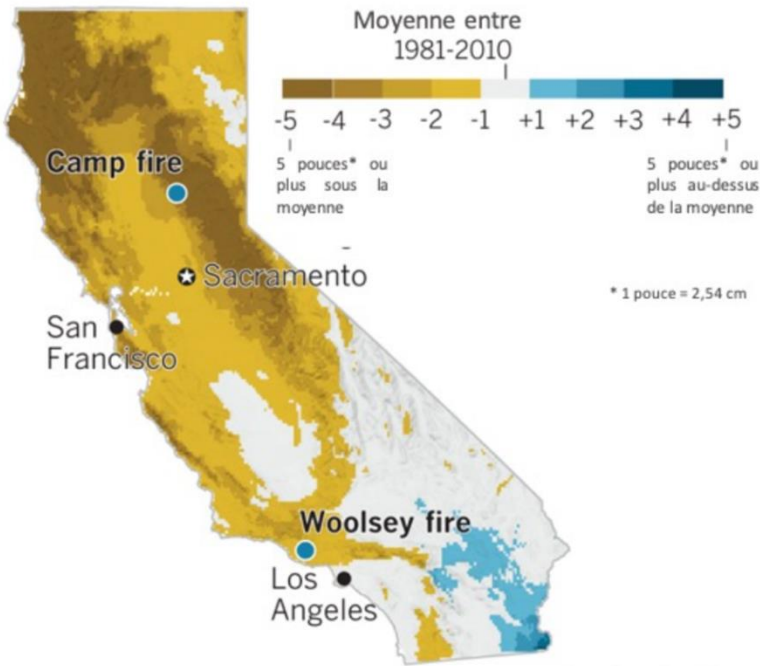 Moyenne entre
1981-2010
-5 -4 -3 -2 -1 +1 +2 +3 +4 +5
5 pouces* ou
plus sous la
moyenne
5 pouces* ou
plus au-dessus
de la moyenne
* 1 pouce = 2,54 cm
Camp fire
Sacramento
San
Francisco
Woolsey fire
Los
Angeles